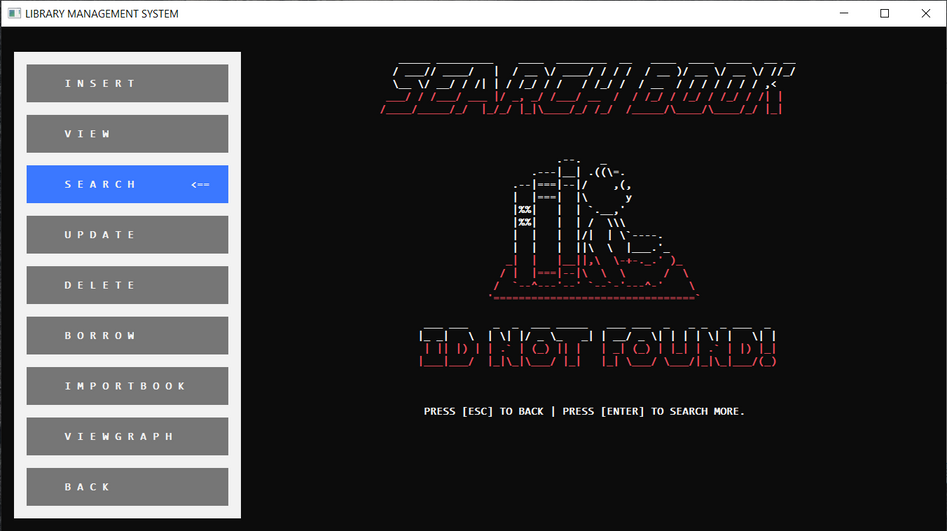 LIBRARY MANAGEMENT SYSTEM
INSERT
VIEW
SEARCH <==
UPDATE
DELETE
BORROW
IMPORTBOOK
VIEWGRAPH
BACK
SEARCH BOOK
ID NOT FOUND!
PRESS [ESC] TO BACK | PRESS [ENTER] TO SEARCH MORE.